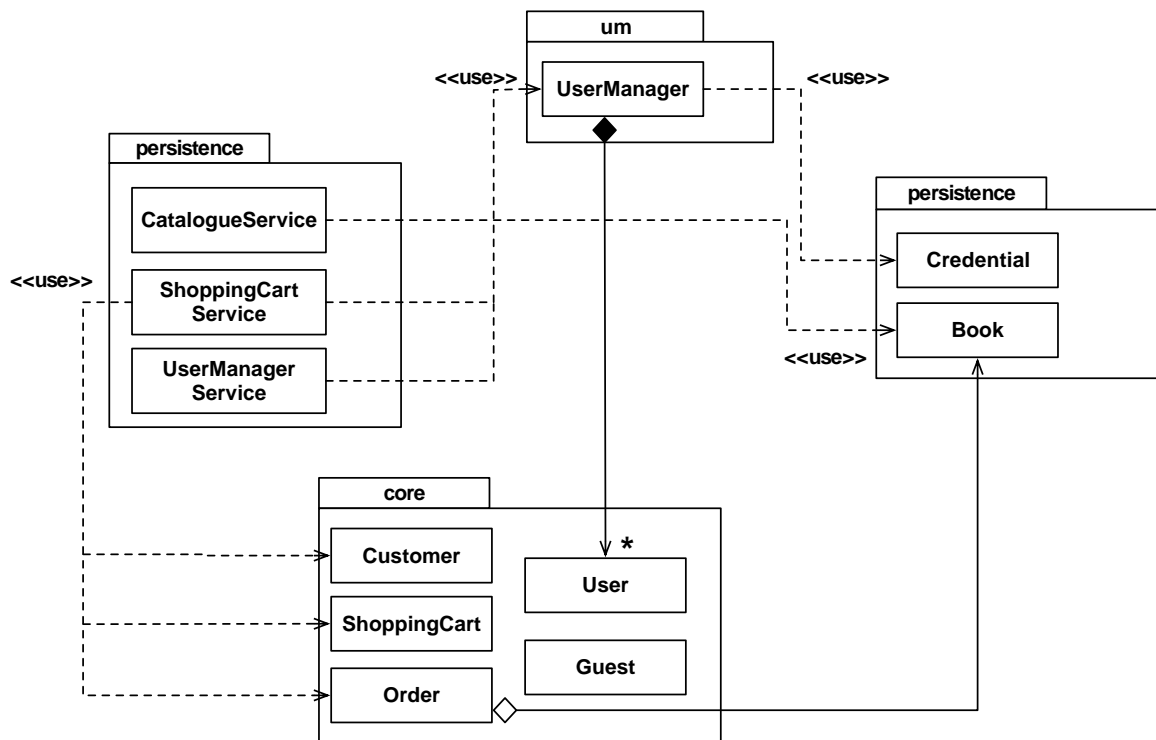 um
<<use>>
UserManager
<<use>>
persistence
CatalogueService
<<use>>
ShoppingCart
Service
UserManager
Service
persistence
Credential
Book
<<use>>
core
Customer
*
User
ShoppingCart
Guest
Order